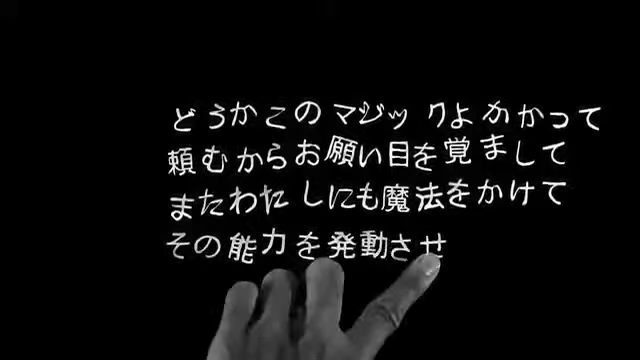 どうかこのマジックよかかって
頼むからお願い目を覚まして
またわたしにも魔法をかけて
その能力を発動させ